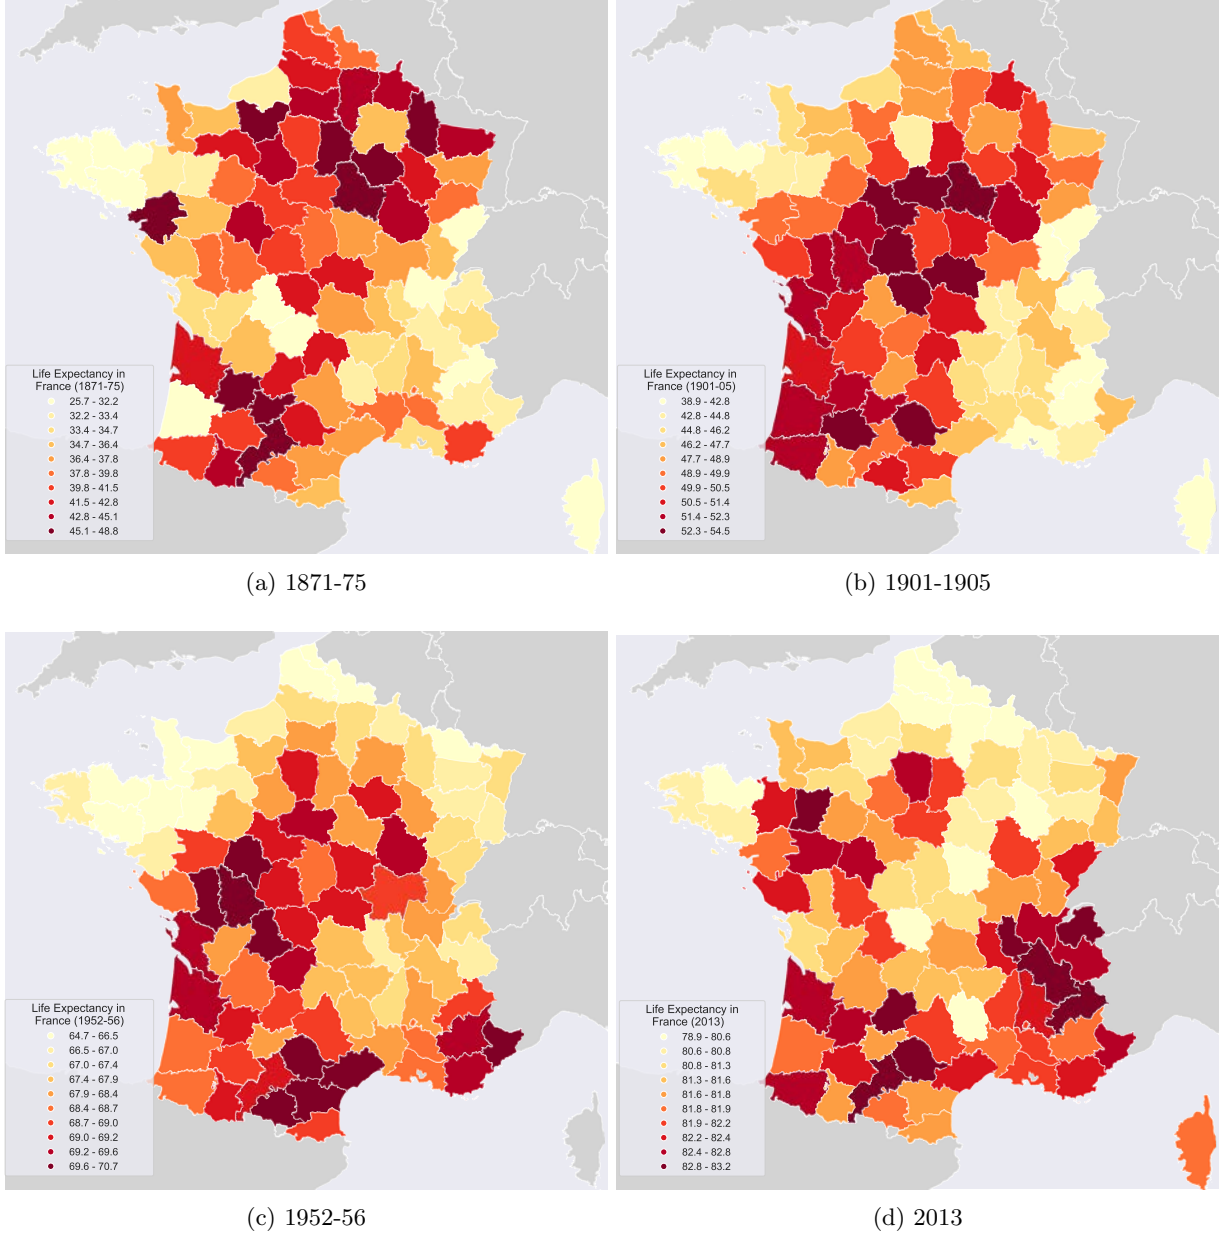 Life Expectancy in
France (1871-75)
25.7 - 32.2
32.2 - 33.4
33.4 - 34.7
34.7 - 36.4
36.4 - 37.8
37.8 - 39.8
39.8 - 41.5
41.5 - 42.8
42.8 - 45.1
45.1 - 48.8
(a) 1871-75
Life Expectancy in
France (1901-05)
38.9 - 42.8
42.8 - 44.8
44.8 - 46.2
46.2 - 47.7
47.7 - 48.9
48.9 - 49.9
49.9 - 50.5
50.5 - 51.4
51.4 - 52.3
52.3 - 54.5
(b) 1901-1905
Life Expectancy in
France (1952-56)
64.7 - 66.5
66.5 - 67.0
67.0 - 67.4
67.4 - 67.9
67.9 - 68.4
68.4 - 68.7
68.7 - 69.0
69.0 - 69.2
69.2 - 69.6
69.6 - 70.7
(c) 1952-56
Life Expectancy in
France (2013)
78.9 - 80.6
80.6 - 80.8
80.8 - 81.3
81.3 - 81.6
81.6 - 81.8
81.8 - 81.9
81.9 - 82.2
82.2 - 82.4
82.4 - 82.8
82.8 - 83.2
(d) 2013